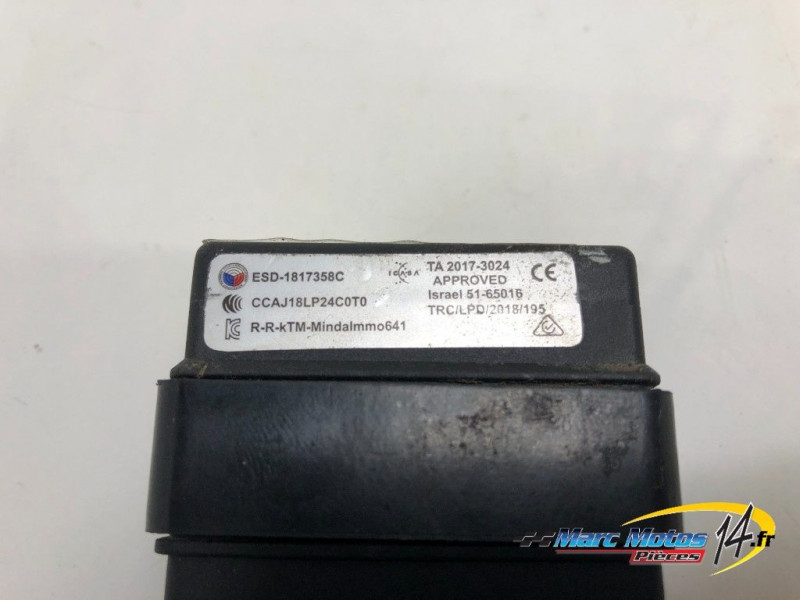 ESD-1817358C
CCAJ18LP24C0T0
R-R-kTM-MindaImmo641
ICASA
TA 2017-3024
APPROVED
Israel 51-65016
TRC/LPD/2018/195
CE
Marc Motos 14.fr
Pièces